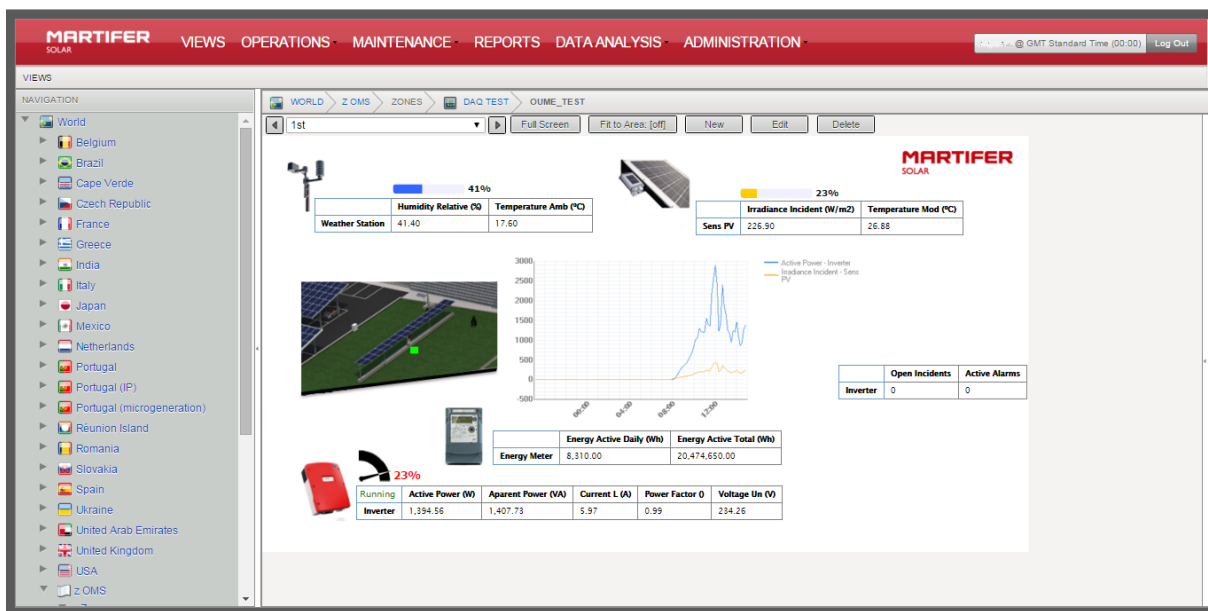 MARTIFER
SOLAR
VIEWS OPERATIONS MAINTENANCE REPORTS DATA ANALYSIS ADMINISTRATION
@ GMT Standard Time (00:00) Log Out
VIEWS
NAVIGATION
World
Belgium
Brazil
Cape Verde
Czech Republic
France
Greece
India
Italy
Japan
Mexico
Netherlands
Portugal
Portugal (IP)
Portugal (microgeneration)
Réunion Island
Romania
Slovakia
Spain
Ukraine
United Arab Emirates
United Kingdom
USA
z OMS
WORLD Z OMS ZONES DAQ TEST OUME_TEST
1st Full Screen Fit to Area: [off] New Edit Delete
MARTIFER
SOLAR
41%
Humidity Relative (%) Temperature Amb (ºC)
Weather Station 41.40 17.60
23%
Irradiance Incident (W/m2) Temperature Mod (ºC)
Sens PV 226.90 26.88
3000
2500
2000
1500
1000
500
0
-500
00:00 04:00 08:00 12:00
Active Power - Inverter
Irradiance Incident - Sens
PV
Open Incidents Active Alarms
Inverter 0 0
Energy Active Daily (Wh) Energy Active Total (Wh)
Energy Meter 8,310.00 20,474,650.00
23%
Running Active Power (W) Aparent Power (VA) Current L (A) Power Factor () Voltage Un (V)
Inverter 1,394.56 1,407.73 5.97 0.99 234.26